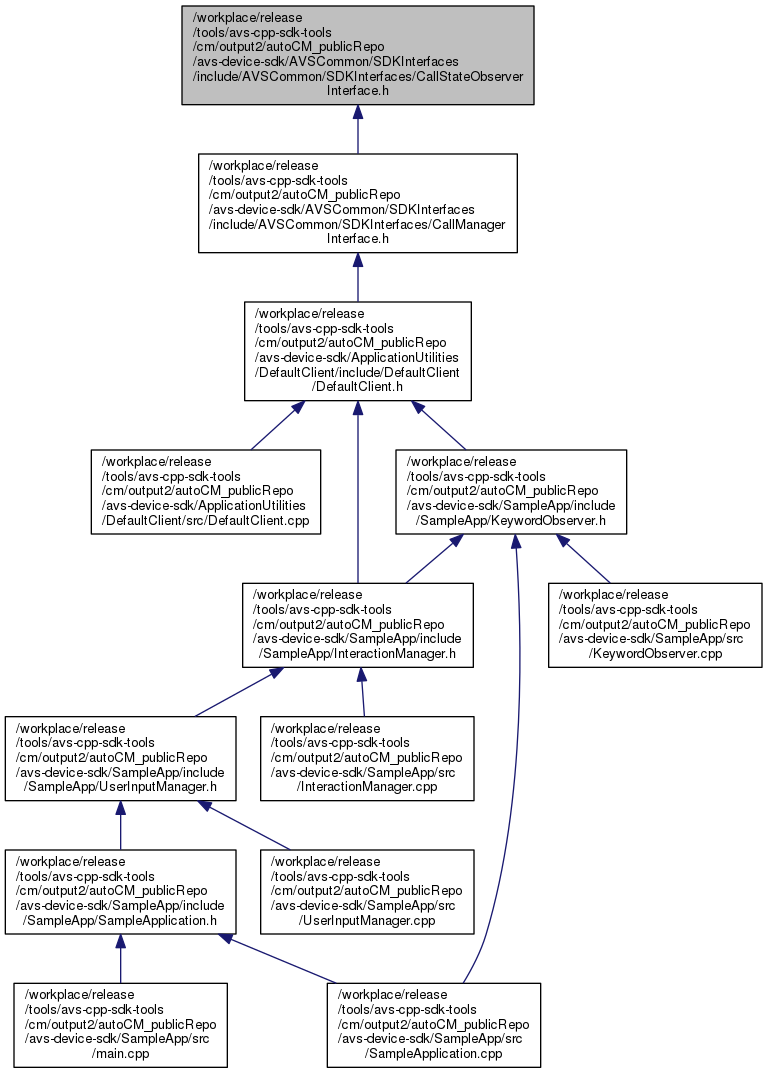 /workplace/release
/tools/avs-cpp-sdk-tools
/cm/output2/autoCM_publicRepo
/avs-device-sdk/AVSCommon/SDKInterfaces
/include/AVSCommon/SDKInterfaces/CallStateObserver
Interface.h
/workplace/release
/tools/avs-cpp-sdk-tools
/cm/output2/autoCM_publicRepo
/avs-device-sdk/AVSCommon/SDKInterfaces
/include/AVSCommon/SDKInterfaces/CallManager
Interface.h
/workplace/release
/tools/avs-cpp-sdk-tools
/cm/output2/autoCM_publicRepo
/avs-device-sdk/ApplicationUtilities
/DefaultClient/include/DefaultClient
/DefaultClient.h
/workplace/release
/tools/avs-cpp-sdk-tools
/cm/output2/autoCM_publicRepo
/avs-device-sdk/ApplicationUtilities
/DefaultClient/src/DefaultClient.cpp
/workplace/release
/tools/avs-cpp-sdk-tools
/cm/output2/autoCM_publicRepo
/avs-device-sdk/SampleApp/include
/SampleApp/KeywordObserver.h
/workplace/release
/tools/avs-cpp-sdk-tools
/cm/output2/autoCM_publicRepo
/avs-device-sdk/SampleApp/include
/SampleApp/InteractionManager.h
/workplace/release
/tools/avs-cpp-sdk-tools
/cm/output2/autoCM_publicRepo
/avs-device-sdk/SampleApp/src
/KeywordObserver.cpp
/workplace/release
/tools/avs-cpp-sdk-tools
/cm/output2/autoCM_publicRepo
/avs-device-sdk/SampleApp/include
/SampleApp/UserInputManager.h
/workplace/release
/tools/avs-cpp-sdk-tools
/cm/output2/autoCM_publicRepo
/avs-device-sdk/SampleApp/src
/InteractionManager.cpp
/workplace/release
/tools/avs-cpp-sdk-tools
/cm/output2/autoCM_publicRepo
/avs-device-sdk/SampleApp/include
/SampleApp/SampleApplication.h
/workplace/release
/tools/avs-cpp-sdk-tools
/cm/output2/autoCM_publicRepo
/avs-device-sdk/SampleApp/src
/UserInputManager.cpp
/workplace/release
/tools/avs-cpp-sdk-tools
/cm/output2/autoCM_publicRepo
/avs-device-sdk/SampleApp/src
/main.cpp
/workplace/release
/tools/avs-cpp-sdk-tools
/cm/output2/autoCM_publicRepo
/avs-device-sdk/SampleApp/src
/SampleApplication.cpp